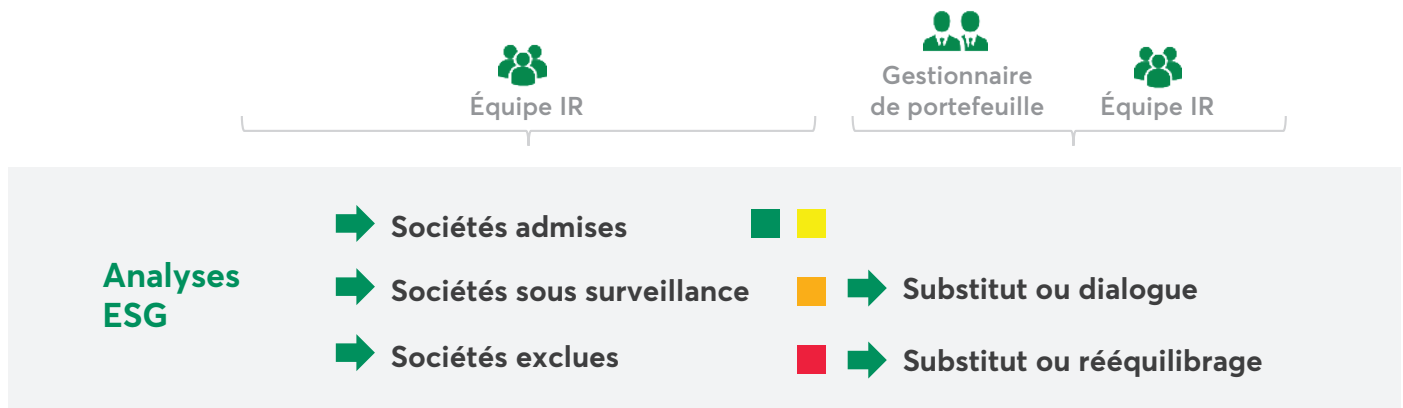 Équipe IR
Gestionnaire
de portefeuille
Équipe IR
Analyses
ESG
Sociétés admises
Sociétés sous surveillance
Substitut ou dialogue
Sociétés exclues
Substitut ou rééquilibrage